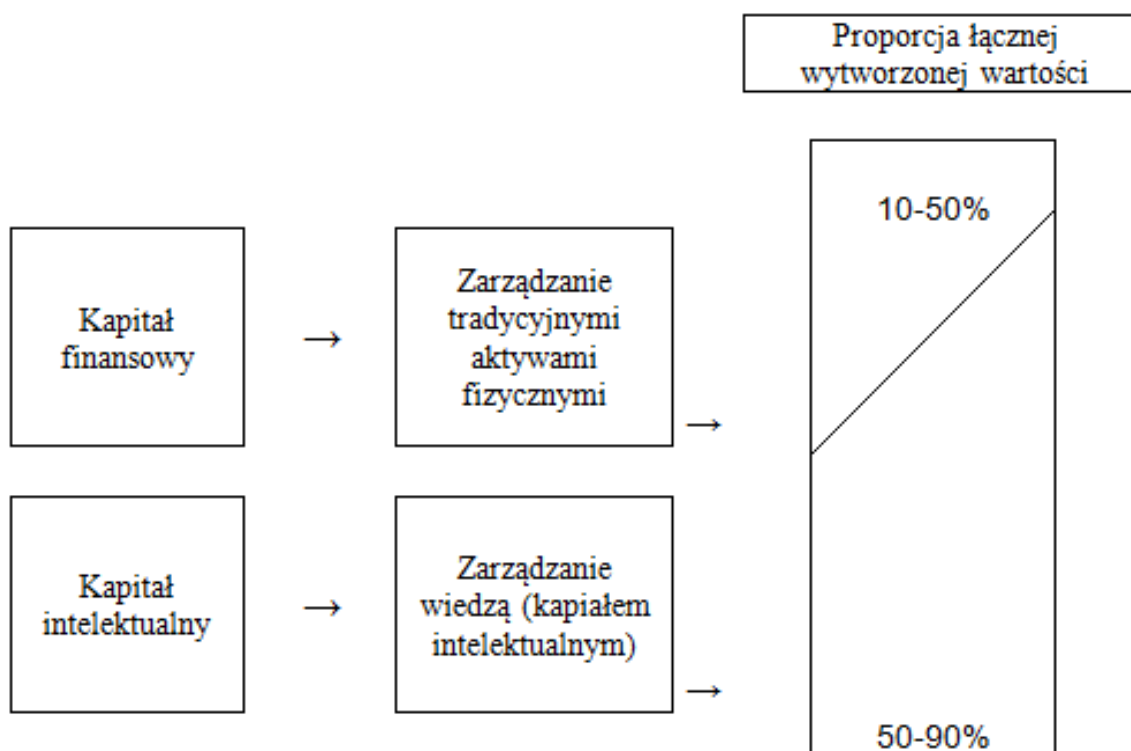 Proporcja łącznej
wytworzonej wartości
10-50%
Kapitał
finansowy
→
Zarządzanie
tradycyjnymi
aktywami
fizycznymi
→
Kapitał
intelektualny
→
Zarządzanie
wiedzą (kapiałem
intelektualnym)
→
50-90%